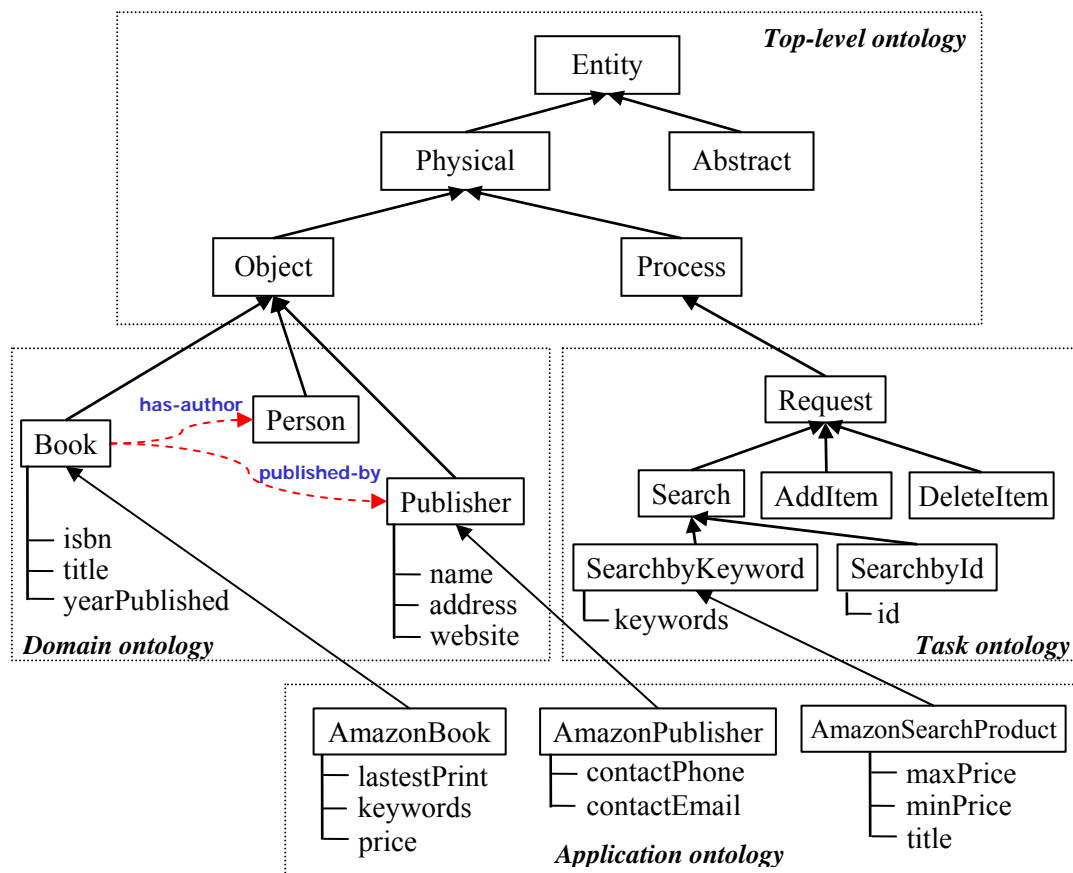 Top-level ontology
Entity
Physical
Abstract
Object
Process
has-author
Person
Book
published-by
Publisher
isbn
title
yearPublished
name
address
website
Domain ontology
Request
Search
AddItem
DeleteItem
SearchbyKeyword
SearchbyId
keywords
id
Task ontology
AmazonBook
AmazonPublisher
AmazonSearchProduct
lastestPrint
keywords
price
contactPhone
contactEmail
maxPrice
minPrice
title
Application ontology